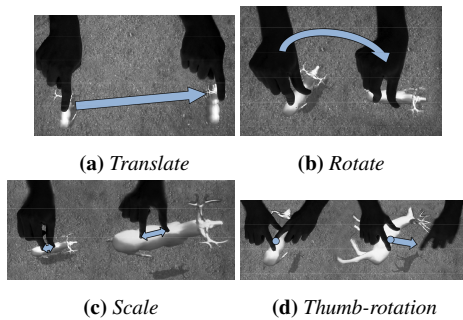 (a) Translate
(b) Rotate
(c) Scale
(d) Thumb-rotation